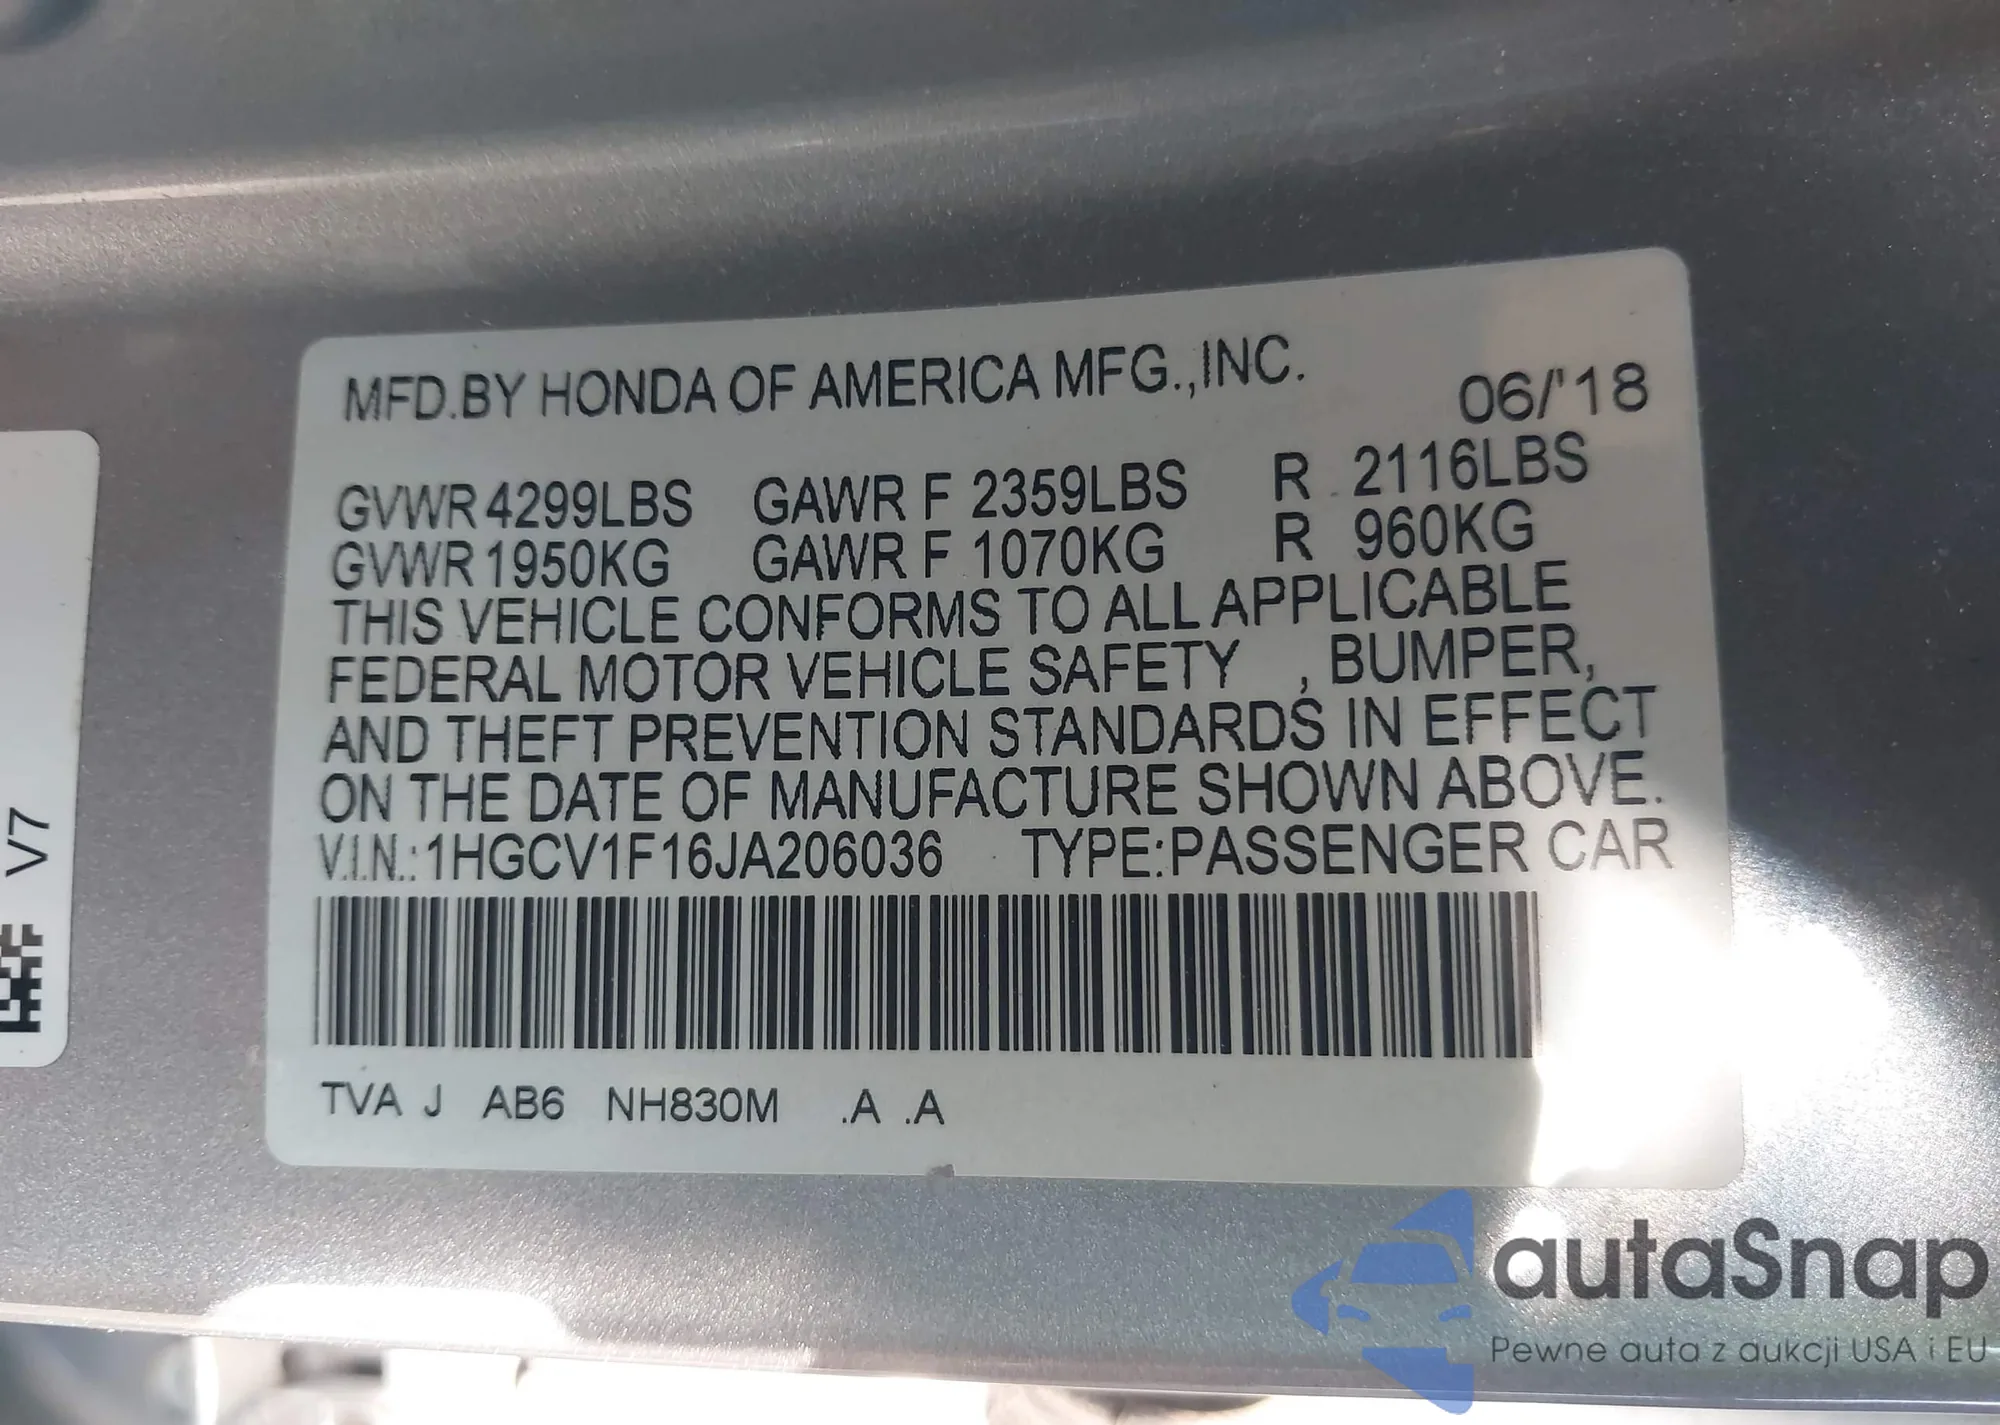 MFD.BY HONDA OF AMERICA MFG.,INC. 06/'18
GVWR 4299LBS GAWR F 2359LBS R 2116LBS
GVWR 1950KG GAWR F 1070KG R 960KG
THIS VEHICLE CONFORMS TO ALL APPLICABLE
FEDERAL MOTOR VEHICLE SAFETY , BUMPER,
AND THEFT PREVENTION STANDARDS IN EFFECT
ON THE DATE OF MANUFACTURE SHOWN ABOVE.
V.I.N.: 1HGCV1F16JA206036 TYPE:PASSENGER CAR
TVA J AB6 NH830M .A .A
V7
autaSnap
Pewne auta z aukcji USA i EU